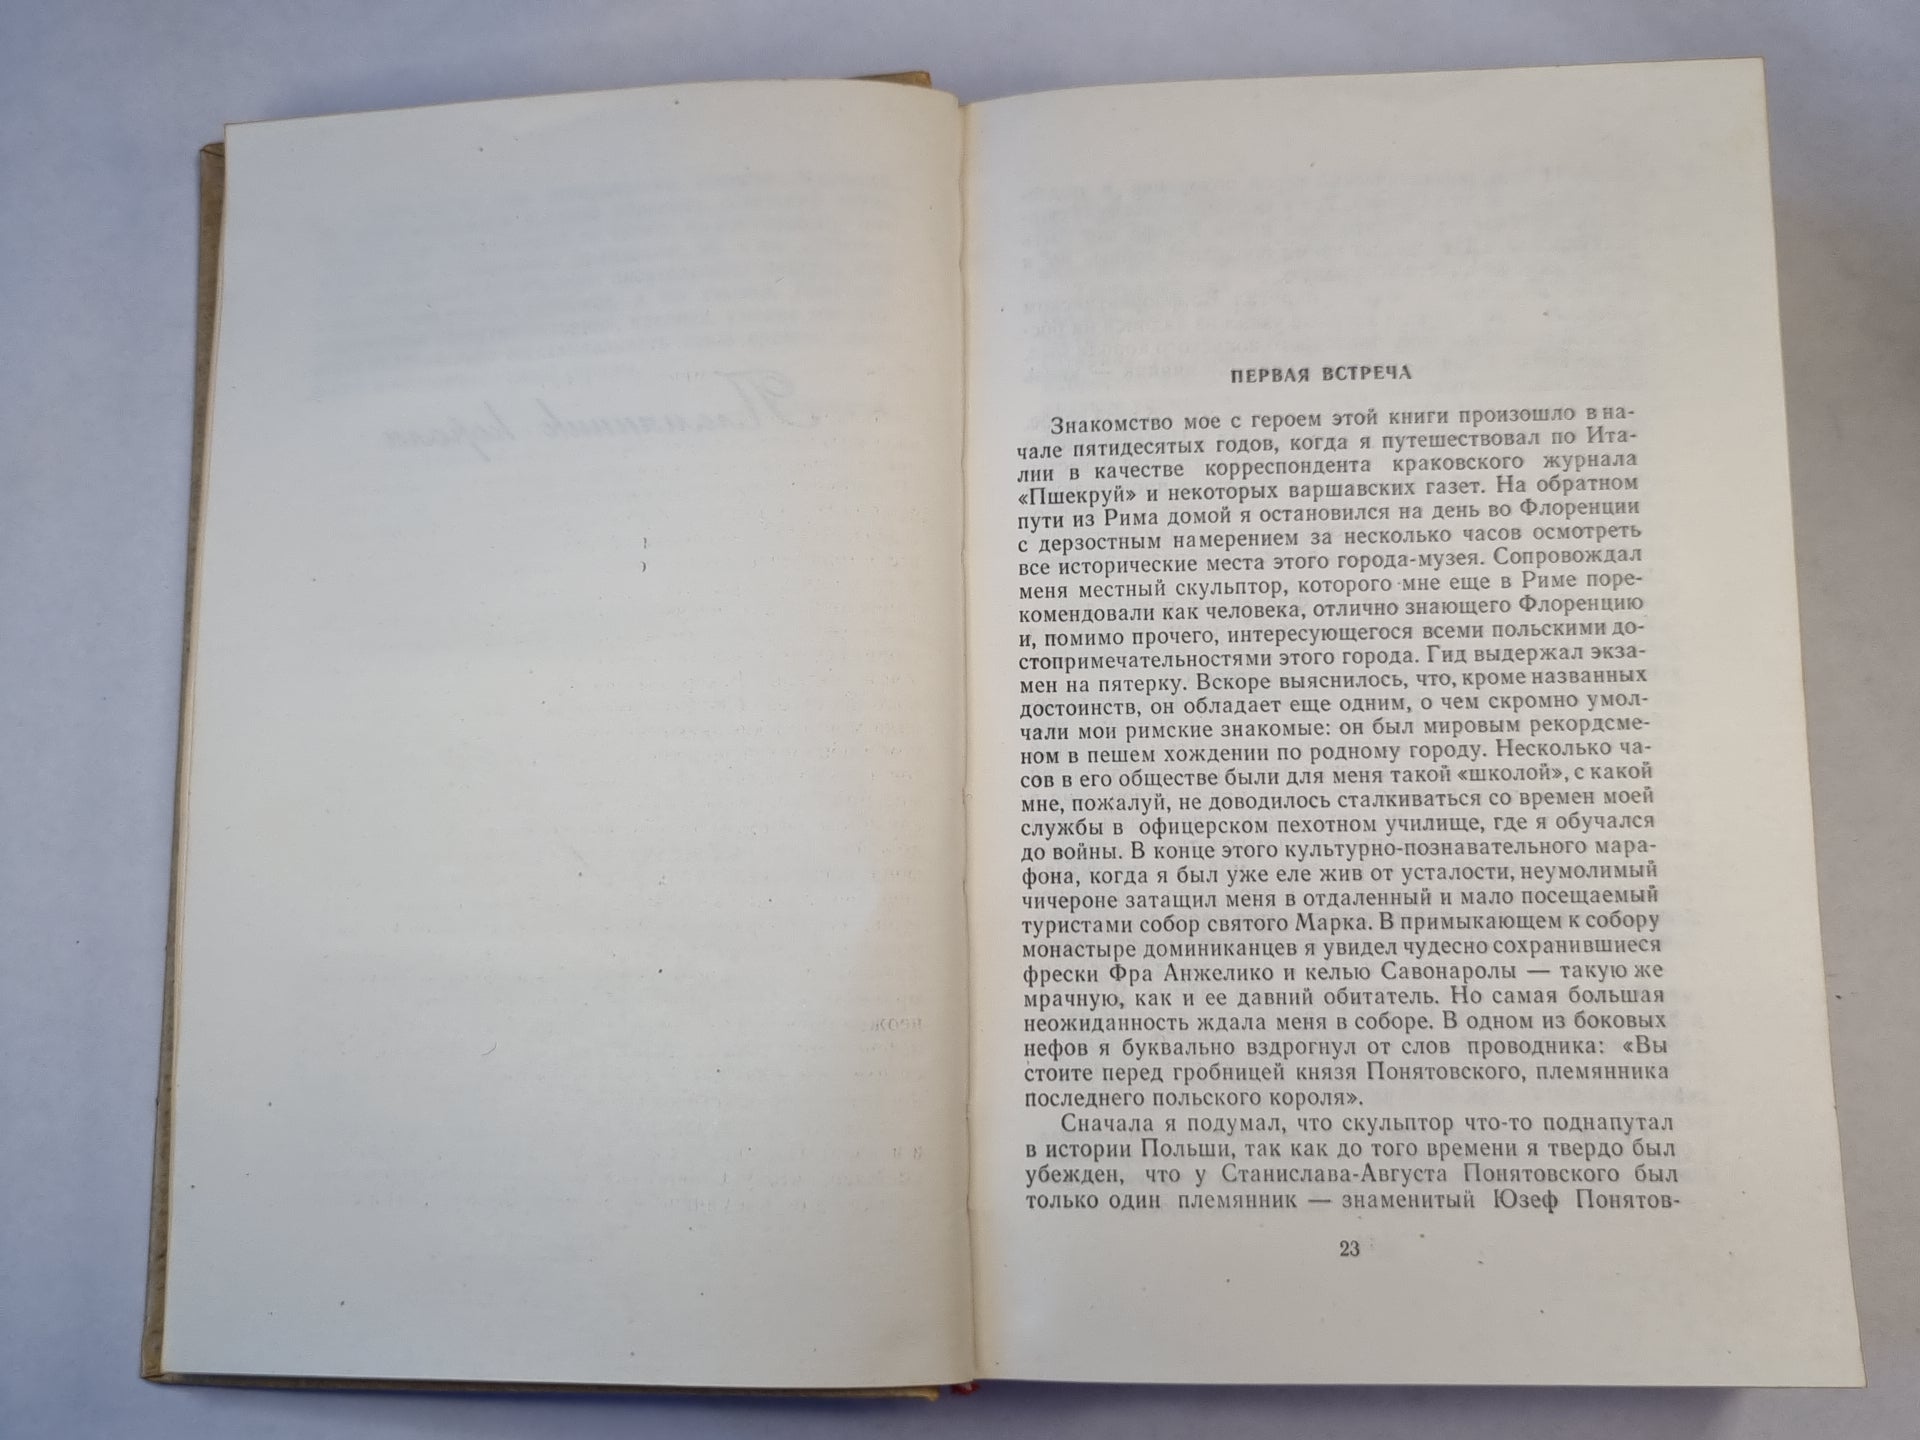 ПЕРВАЯ ВСТРЕЧА
Знакомство мое с героем этой книги произошло в на-
чале пятидесятых годов, когда я путешествовал по Ита-
лии в качестве корреспондента краковского журнала
«Пшекруй» и некоторых варшавских газет. На обратном
пути из Рима домой я остановился на день во Флоренции
с дерзостным намерением за несколько часов осмотреть
все исторические места этого города-музея. Сопровождал
меня местный скульптор, которого мне еще в Риме поре-
комендовали как человека, отлично знающего Флоренцию
и, помимо прочего, интересующегося всеми польскими до-
стопримечательностями этого города. Гид выдержал экза-
мен на пятерку. Вскоре выяснилось, что, кроме названных
достоинств, он обладает еще одним, о чем скромно умол-
чали мои римские знакомые: он был мировым рекордсме-
ном в пешем хождении по родному городу. Несколько ча-
сов в его обществе были для меня такой «школой», с какой
мне, пожалуй, не доводилось сталкиваться со времен моей
службы в офицерском пехотном училище, где я обучался
до войны. В конце этого культурно-познавательного мара-
фона, когда я был уже еле жив от усталости, неумолимый
чичероне затащил меня в отдаленный и мало посещаемый
туристами собор святого Марка. В примыкающем к собору
монастыре доминиканцев я увидел чудесно сохранившиеся
фрески Фра Анжелико и келью Савонаролы — такую же
мрачную, как и ее давний обитатель. Но самая большая
неожиданность ждала меня в соборе. В одном из боковых
нефов я буквально вздрогнул от слов проводника: «Вы
стоите перед гробницей князя Понятовского, племянника
последнего польского короля».
Сначала я подумал, что скульптор что-то поднапутал
в истории Польши, так как до того времени я твердо был
убежден, что у Станислава-Августа Понятовского был
только один племянник — знаменитый Юзеф Понятов-
23